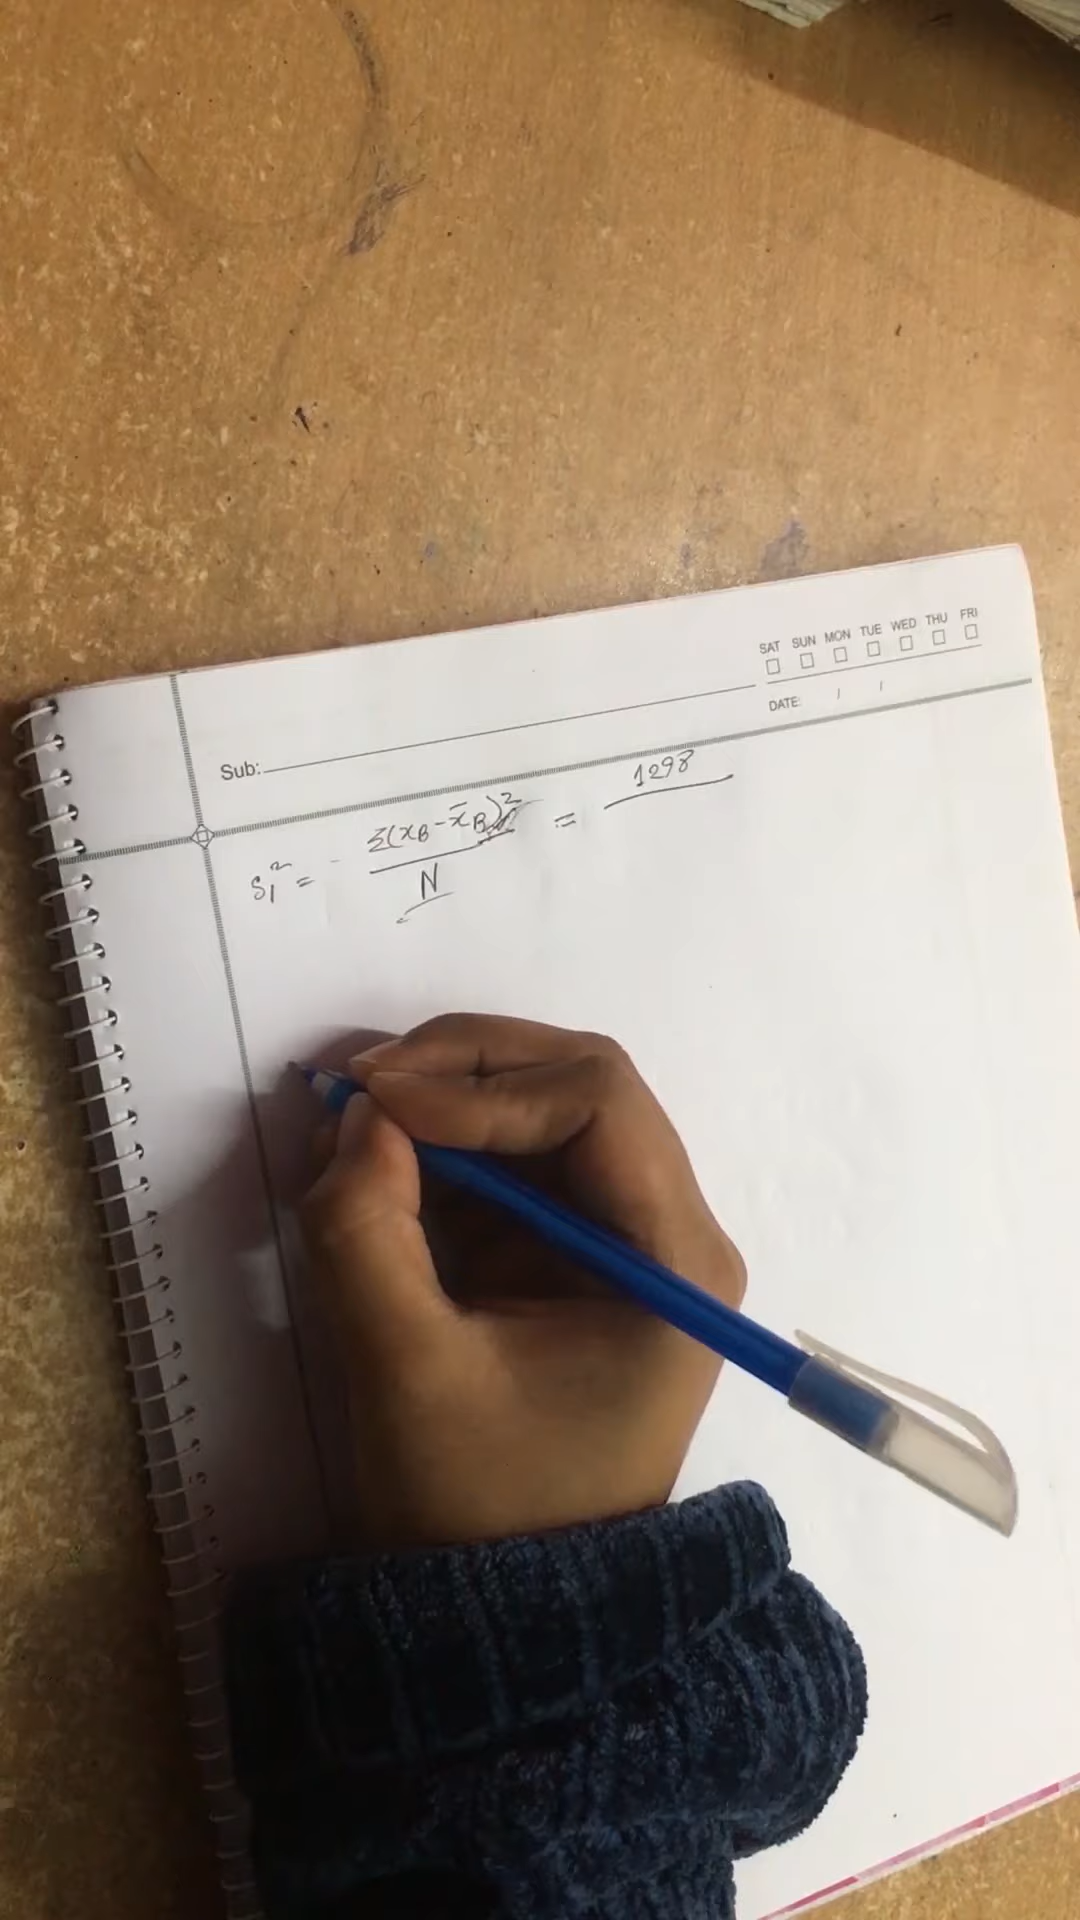 SAT SUN MON TUE WED THU FRI
Sub: DATE: / /
S₁² = Σ(x_B - x̄_B)² / N = 1298